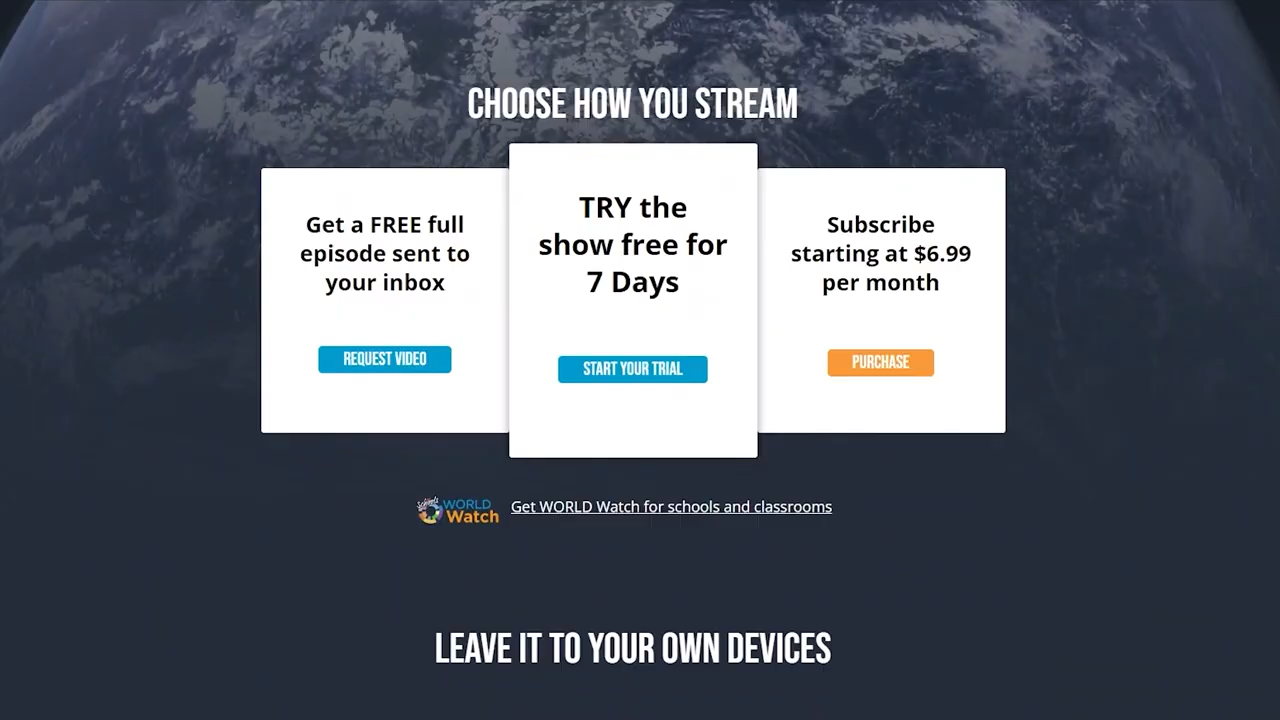 CHOOSE HOW YOU STREAM
Get a FREE full
episode sent to
your inbox
REQUEST VIDEO
TRY the
show free for
7 Days
START YOUR TRIAL
Subscribe
starting at $6.99
per month
PURCHASE
Schools
WORLD
Watch
Get WORLD Watch for schools and classrooms
LEAVE IT TO YOUR OWN DEVICES